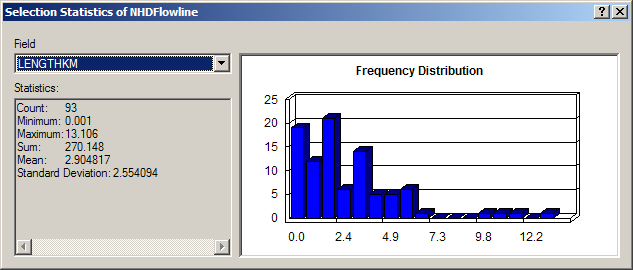 Selection Statistics of NHDFlowline
Field
LENGTHKM
Statistics:
Count: 93
Minimum: 0.001
Maximum: 13.106
Sum: 270.148
Mean: 2.904817
Standard Deviation: 2.554094
Frequency Distribution
25
20
15
10
5
0
0.0 2.4 4.9 7.3 9.8 12.2